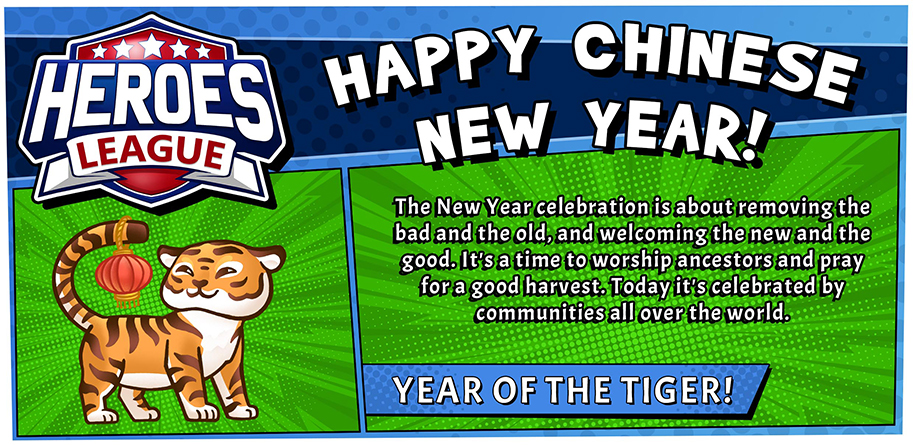 HEROES
LEAGUE
HAPPY CHINESE
NEW YEAR!
The New Year celebration is about removing the
bad and the old, and welcoming the new and the
good. It's a time to worship ancestors and pray
for a good harvest. Today it's celebrated by
communities all over the world.
YEAR OF THE TIGER!